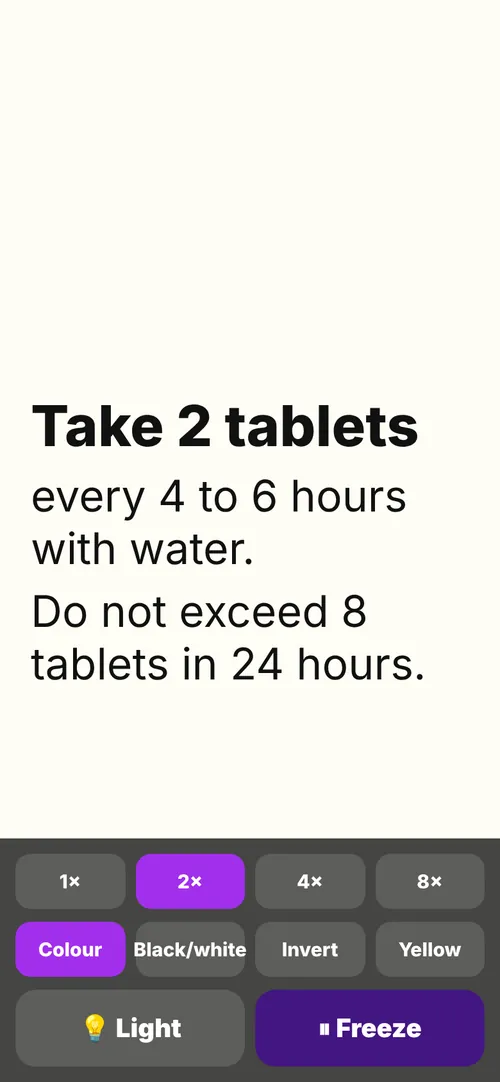 Take 2 tablets
every 4 to 6 hours
with water.
Do not exceed 8
tablets in 24 hours.
1× 2× 4× 8×
Colour Black/white Invert Yellow
💡 Light ⏸ Freeze